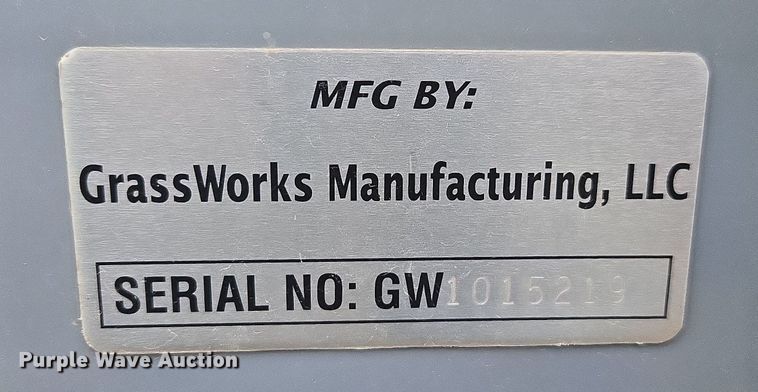 MFG BY:
GrassWorks Manufacturing, LLC
SERIAL NO: GW1015219
Purple Wave Auction